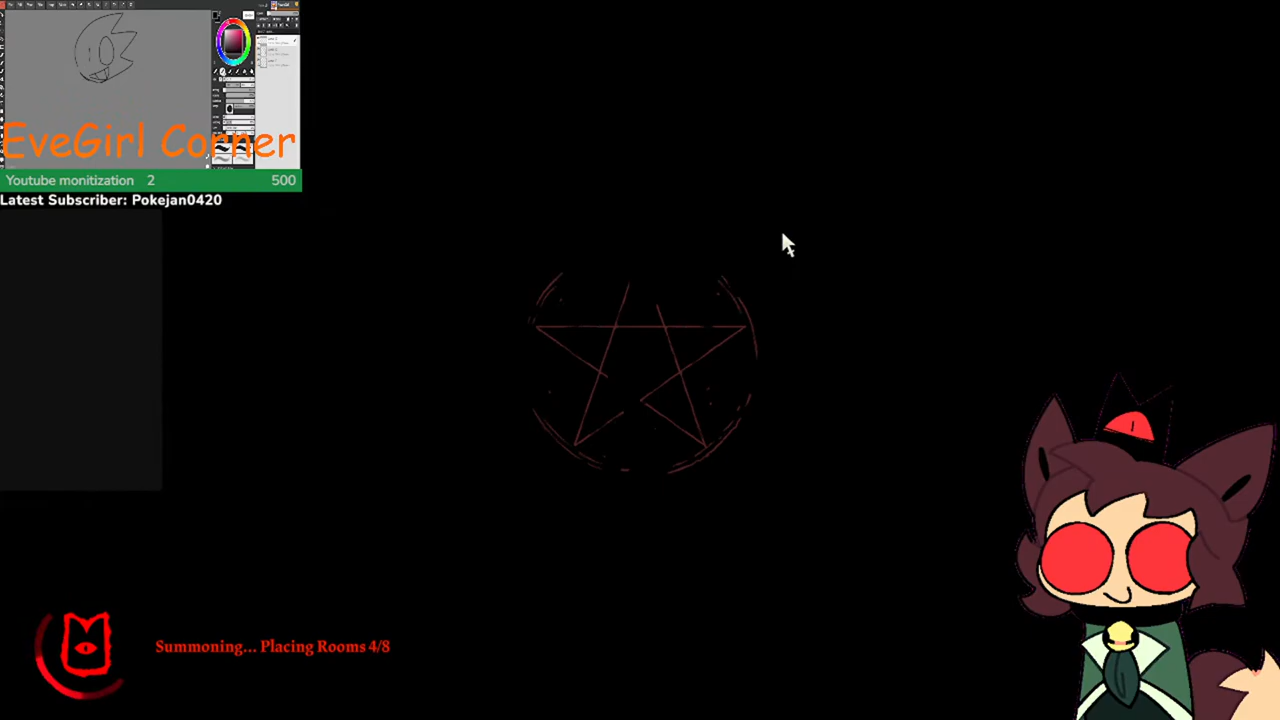 EveGirl Corner
Youtube monitization 2 500
Latest Subscriber: Pokejan0420
Summoning... Placing Rooms 4/8